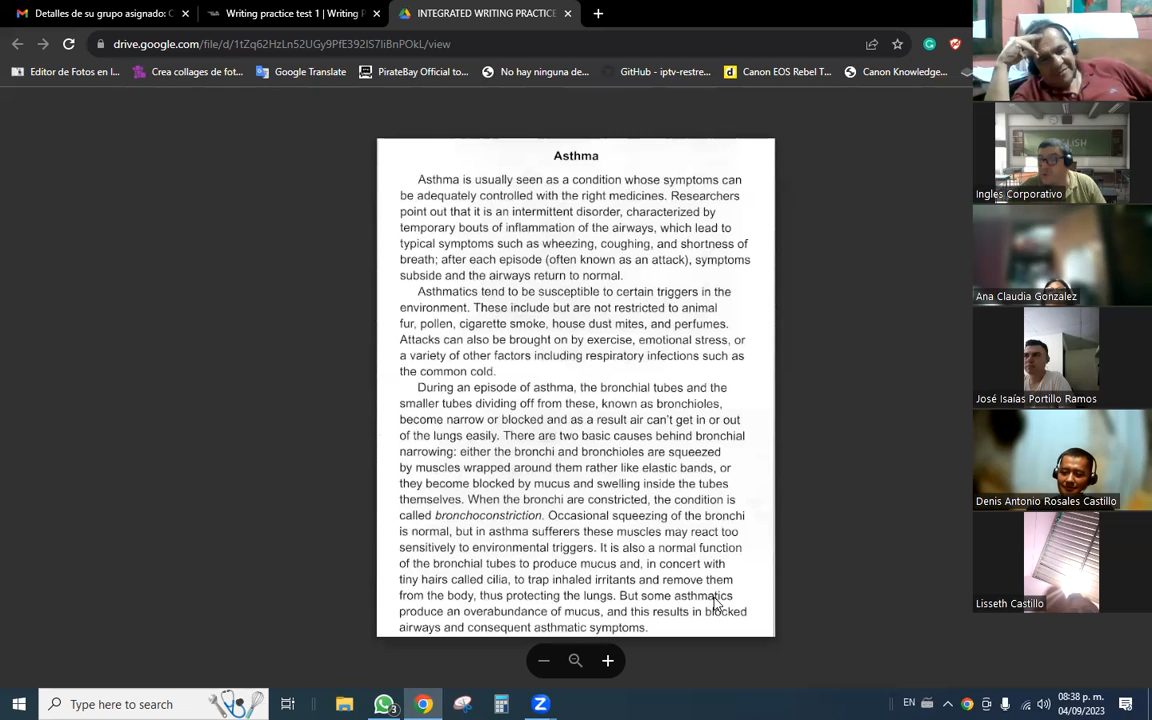 Detalles de su grupo asignado: C
Writing practice test 1 | Writing P
INTEGRATED WRITING PRACTICE
drive.google.com/file/d/1tZq62HzLn52UGy9PfE392IS7IiBnPOkL/view
Editor de Fotos en l...
Crea collages de fot...
Google Translate
PirateBay Official to...
No hay ninguna de...
GitHub - iptv-restre...
Canon EOS Rebel T...
Canon Knowledge...
Asthma
Asthma is usually seen as a condition whose symptoms can
be adequately controlled with the right medicines. Researchers
point out that it is an intermittent disorder, characterized by
temporary bouts of inflammation of the airways, which lead to
typical symptoms such as wheezing, coughing, and shortness of
breath; after each episode (often known as an attack), symptoms
subside and the airways return to normal.
Asthmatics tend to be susceptible to certain triggers in the
environment. These include but are not restricted to animal
fur, pollen, cigarette smoke, house dust mites, and perfumes.
Attacks can also be brought on by exercise, emotional stress, or
a variety of other factors including respiratory infections such as
the common cold.
During an episode of asthma, the bronchial tubes and the
smaller tubes dividing off from these, known as bronchioles,
become narrow or blocked and as a result air can't get in or out
of the lungs easily. There are two basic causes behind bronchial
narrowing: either the bronchi and bronchioles are squeezed
by muscles wrapped around them rather like elastic bands, or
they become blocked by mucus and swelling inside the tubes
themselves. When the bronchi are constricted, the condition is
called bronchoconstriction. Occasional squeezing of the bronchi
is normal, but in asthma sufferers these muscles may react too
sensitively to environmental triggers. It is also a normal function
of the bronchial tubes to produce mucus and, in concert with
tiny hairs called cilia, to trap inhaled irritants and remove them
from the body, thus protecting the lungs. But some asthmatics
produce an overabundance of mucus, and this results in blocked
airways and consequent asthmatic symptoms.
Ingles Corporativo
Ana Claudia Gonzalez
José Isaías Portillo Ramos
Denis Antonio Rosales Castillo
Lisseth Castillo
Type here to search
3
EN
08:38 p. m.
04/09/2023